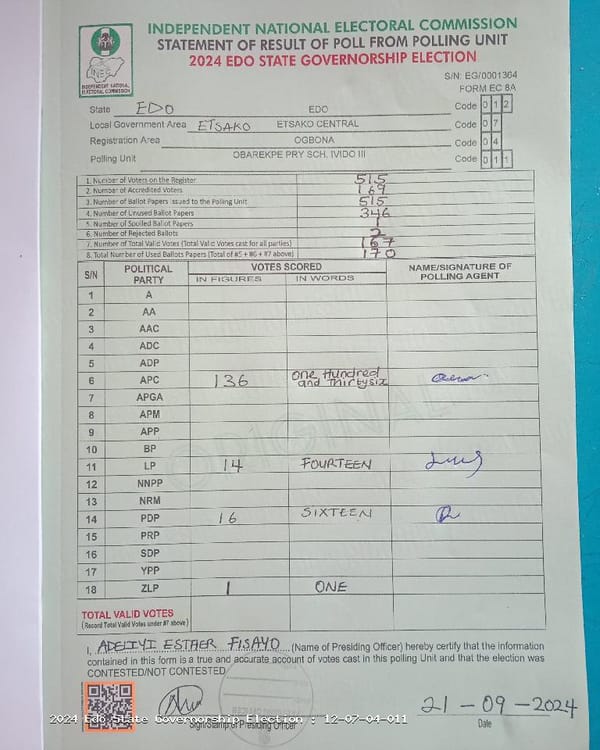 INDEPENDENT NATIONAL ELECTORAL COMMISSION
STATEMENT OF RESULT OF POLL FROM POLLING UNIT
2024 EDO STATE GOVERNORSHIP ELECTION
INEC
INDEPENDENT NATIONAL
ELECTORAL COMMISSION
S/N: EG/0001304
FORM EC 8A
State EDO EDO Code 0 1 2
Local Government Area ETSAKO ETSAKO CENTRAL Code 0 7
Registration Area OGBONA Code 0 4
Polling Unit OBAREKPE PRY SCH. IVIDO III Code 0 1 1
1. Number of Voters on the Register 515
2. Number of Accredited Voters 169
3. Number of Ballot Papers Issued to the Polling Unit 515
4. Number of Unused Ballot Papers 346
5. Number of Spoiled Ballot Papers 1
6. Number of Rejected Ballots 2
7. Number of Total Valid Votes (Total Valid Votes cast for all parties) 167
8. Total Number of Used Ballots Papers (Total of #5 + #6 + #7 above) 170
S/N POLITICAL PARTY VOTES SCORED NAME/SIGNATURE OF POLLING AGENT
IN FIGURES IN WORDS
1 A
2 AA
3 AAC
4 ADC
5 ADP
6 APC 136 One Hundred and Thirtysix
7 APGA
8 APM
9 APP
10 BP
11 LP 14 FOURTEEN
12 NNPP
13 NRM
14 PDP 16 SIXTEEN
15 PRP
16 SDP
17 YPP
18 ZLP 1 ONE
ORIGINAL
TOTAL VALID VOTES
(Record Total Valid Votes under #7 above)
I, ADELIYI ESTHER FISAYO (Name of Presiding Officer) hereby certify that the information
contained in this form is a true and accurate account of votes cast in this polling Unit and that the election was
CONTESTED/NOT CONTESTED
21-09-2024
Sign/Stamp of Presiding Officer Date
2024 Edo State Governorship Election : 12-07-04-011